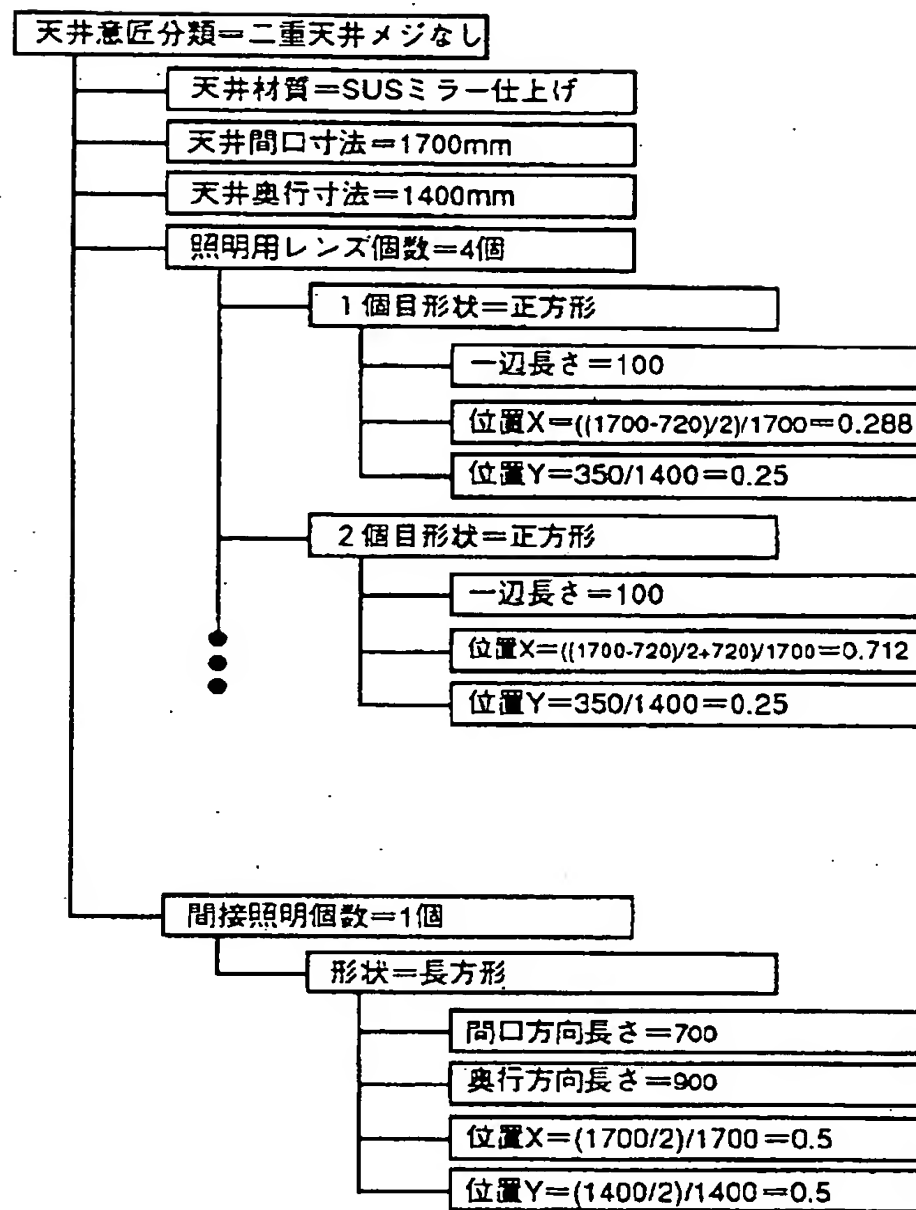 天井意匠分類＝二重天井メジなし
天井材質＝SUSミラー仕上げ
天井間口寸法＝1700mm
天井奥行寸法＝1400mm
照明用レンズ個数＝4個
1個目形状＝正方形
一辺長さ＝100
位置X＝((1700-720)/2)/1700＝0.288
位置Y＝350/1400＝0.25
2個目形状＝正方形
一辺長さ＝100
位置X＝((1700-720)/2+720)/1700＝0.712
位置Y＝350/1400＝0.25
間接照明個数＝1個
形状＝長方形
間口方向長さ＝700
奥行方向長さ＝900
位置X＝(1700/2)/1700＝0.5
位置Y＝(1400/2)/1400＝0.5